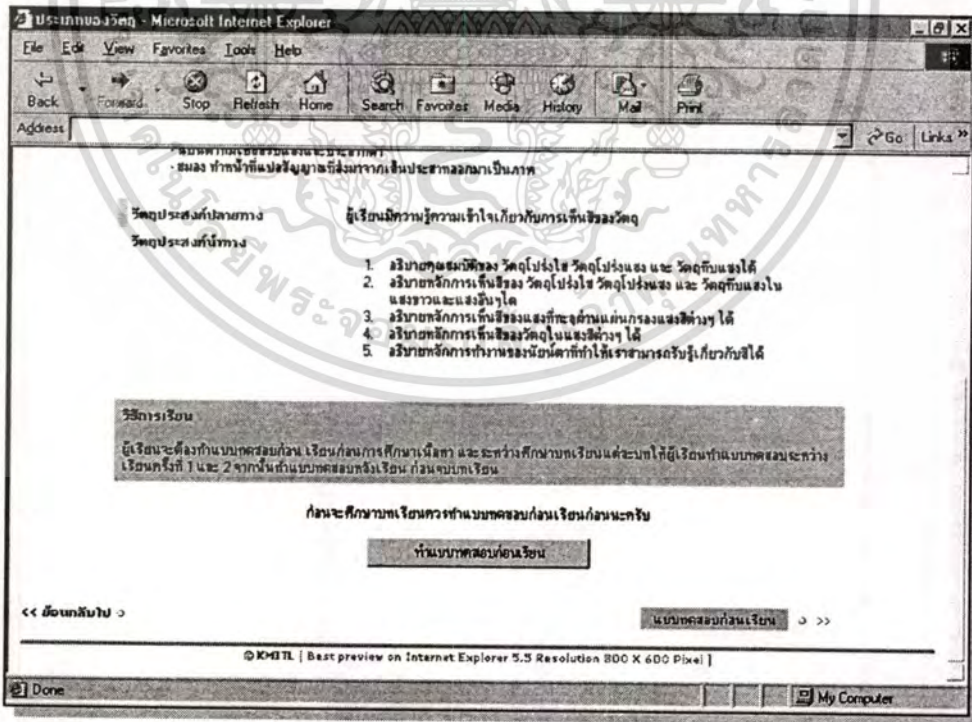 ประเภทของวัตถุ - Microsoft Internet Explorer
File Edit View Favorites Tools Help
Back Forward Stop Refresh Home Search Favorites Media History Mail Print
Address Go Links »
· สมอง ทำหน้าที่แปลสัญญาณที่ส่งมาจากเส้นประสาทออกมาเป็นภาพ
วัตถุประสงค์ปลายทาง ผู้เรียนมีความรู้ความเข้าใจเกี่ยวกับการเห็นสีของวัตถุ
วัตถุประสงค์นำทาง
1. อธิบายคุณสมบัติของ วัตถุโปร่งใส วัตถุโปร่งแสง และ วัตถุทึบแสงได้
2. อธิบายหลักการเห็นสีของ วัตถุโปร่งใส วัตถุโปร่งแสง และ วัตถุทึบแสงใน
แสงขาวและแสงอื่นๆได้
3. อธิบายหลักการเห็นสีของแสงที่ทะลุผ่านแผ่นกรองแสงสีต่างๆ ได้
4. อธิบายหลักการเห็นสีของวัตถุในแสงสีต่างๆ ได้
5. อธิบายหลักการทำงานของนัยน์ตาที่ทำให้เราสามารถรับรู้เกี่ยวกับสีได้
วิธีการเรียน
ผู้เรียนจะต้องทำแบบทดสอบก่อน เรียนก่อนการศึกษาเนื้อหา และระหว่างศึกษาบทเรียนแต่ละบทให้ผู้เรียนทำแบบทดสอบระหว่าง
เรียนครั้งที่ 1 และ 2 จากนั้นทำแบบทดสอบหลังเรียน ก่อนจบบทเรียน
ก่อนจะศึกษาบทเรียนควรทำแบบทดสอบก่อนเรียนก่อนนะครับ
ทำแบบทดสอบก่อนเรียน
<< ย้อนกลับไป
แบบทดสอบก่อนเรียน >>
© KMITL [ Best preview on Internet Explorer 5.5 Resolution 800 X 600 Pixel ]
Done My Computer